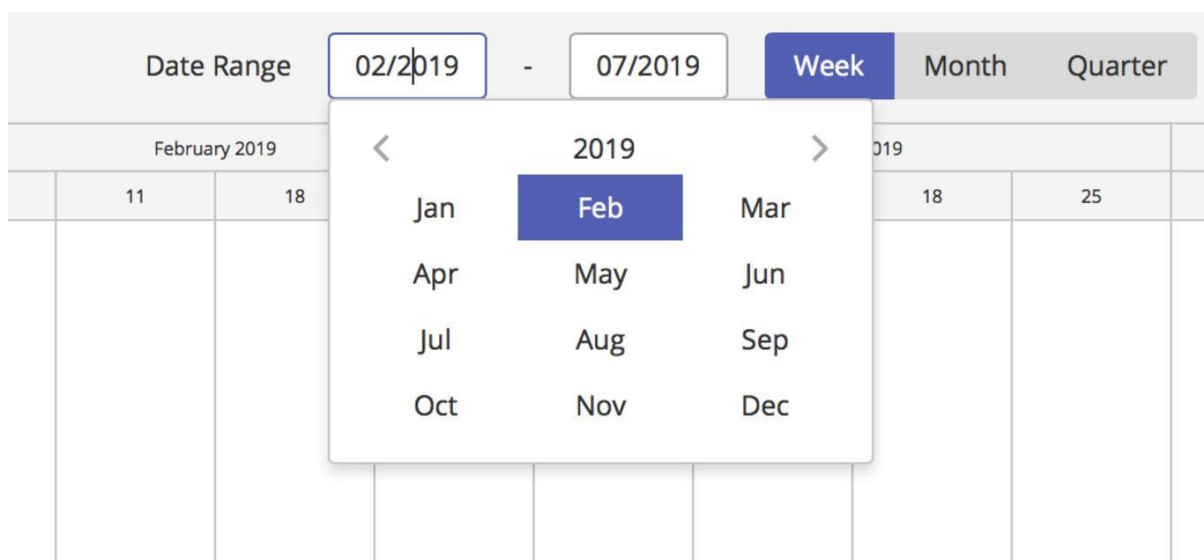 Date Range 02/2019 - 07/2019 Week Month Quarter
February 2019 2019 019
11 18 18 25
Jan Feb Mar
Apr May Jun
Jul Aug Sep
Oct Nov Dec